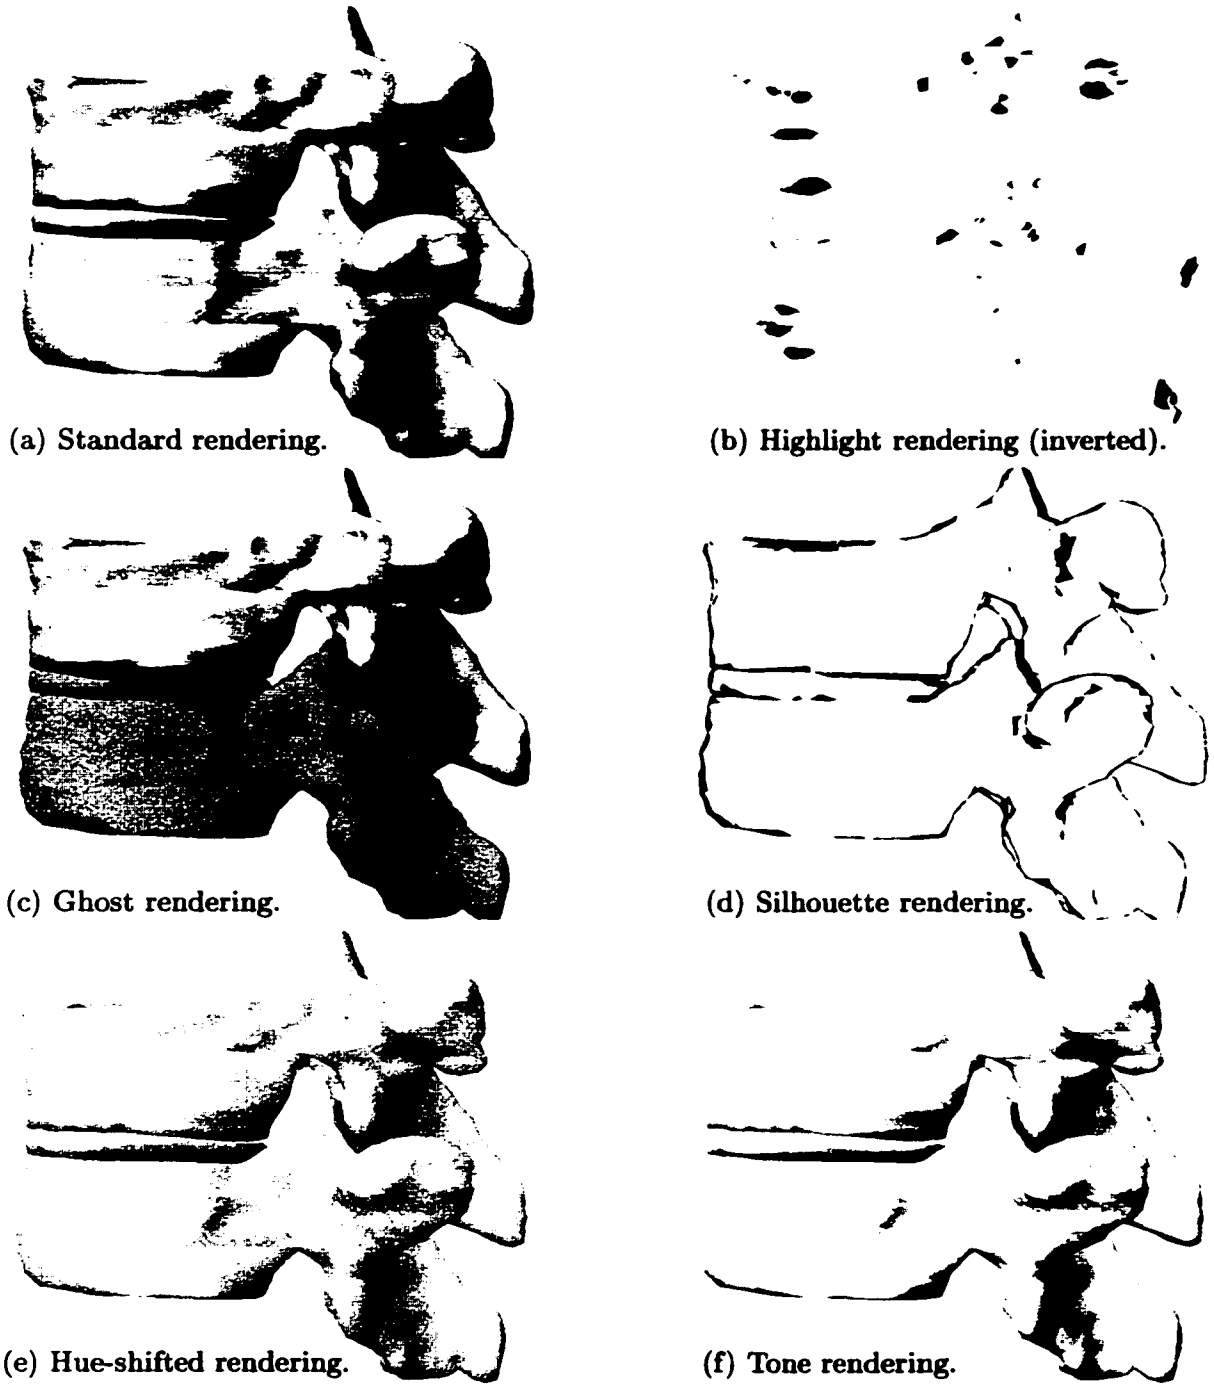 (a) Standard rendering.
(b) Highlight rendering (inverted).
(c) Ghost rendering.
(d) Silhouette rendering.
(e) Hue-shifted rendering.
(f) Tone rendering.